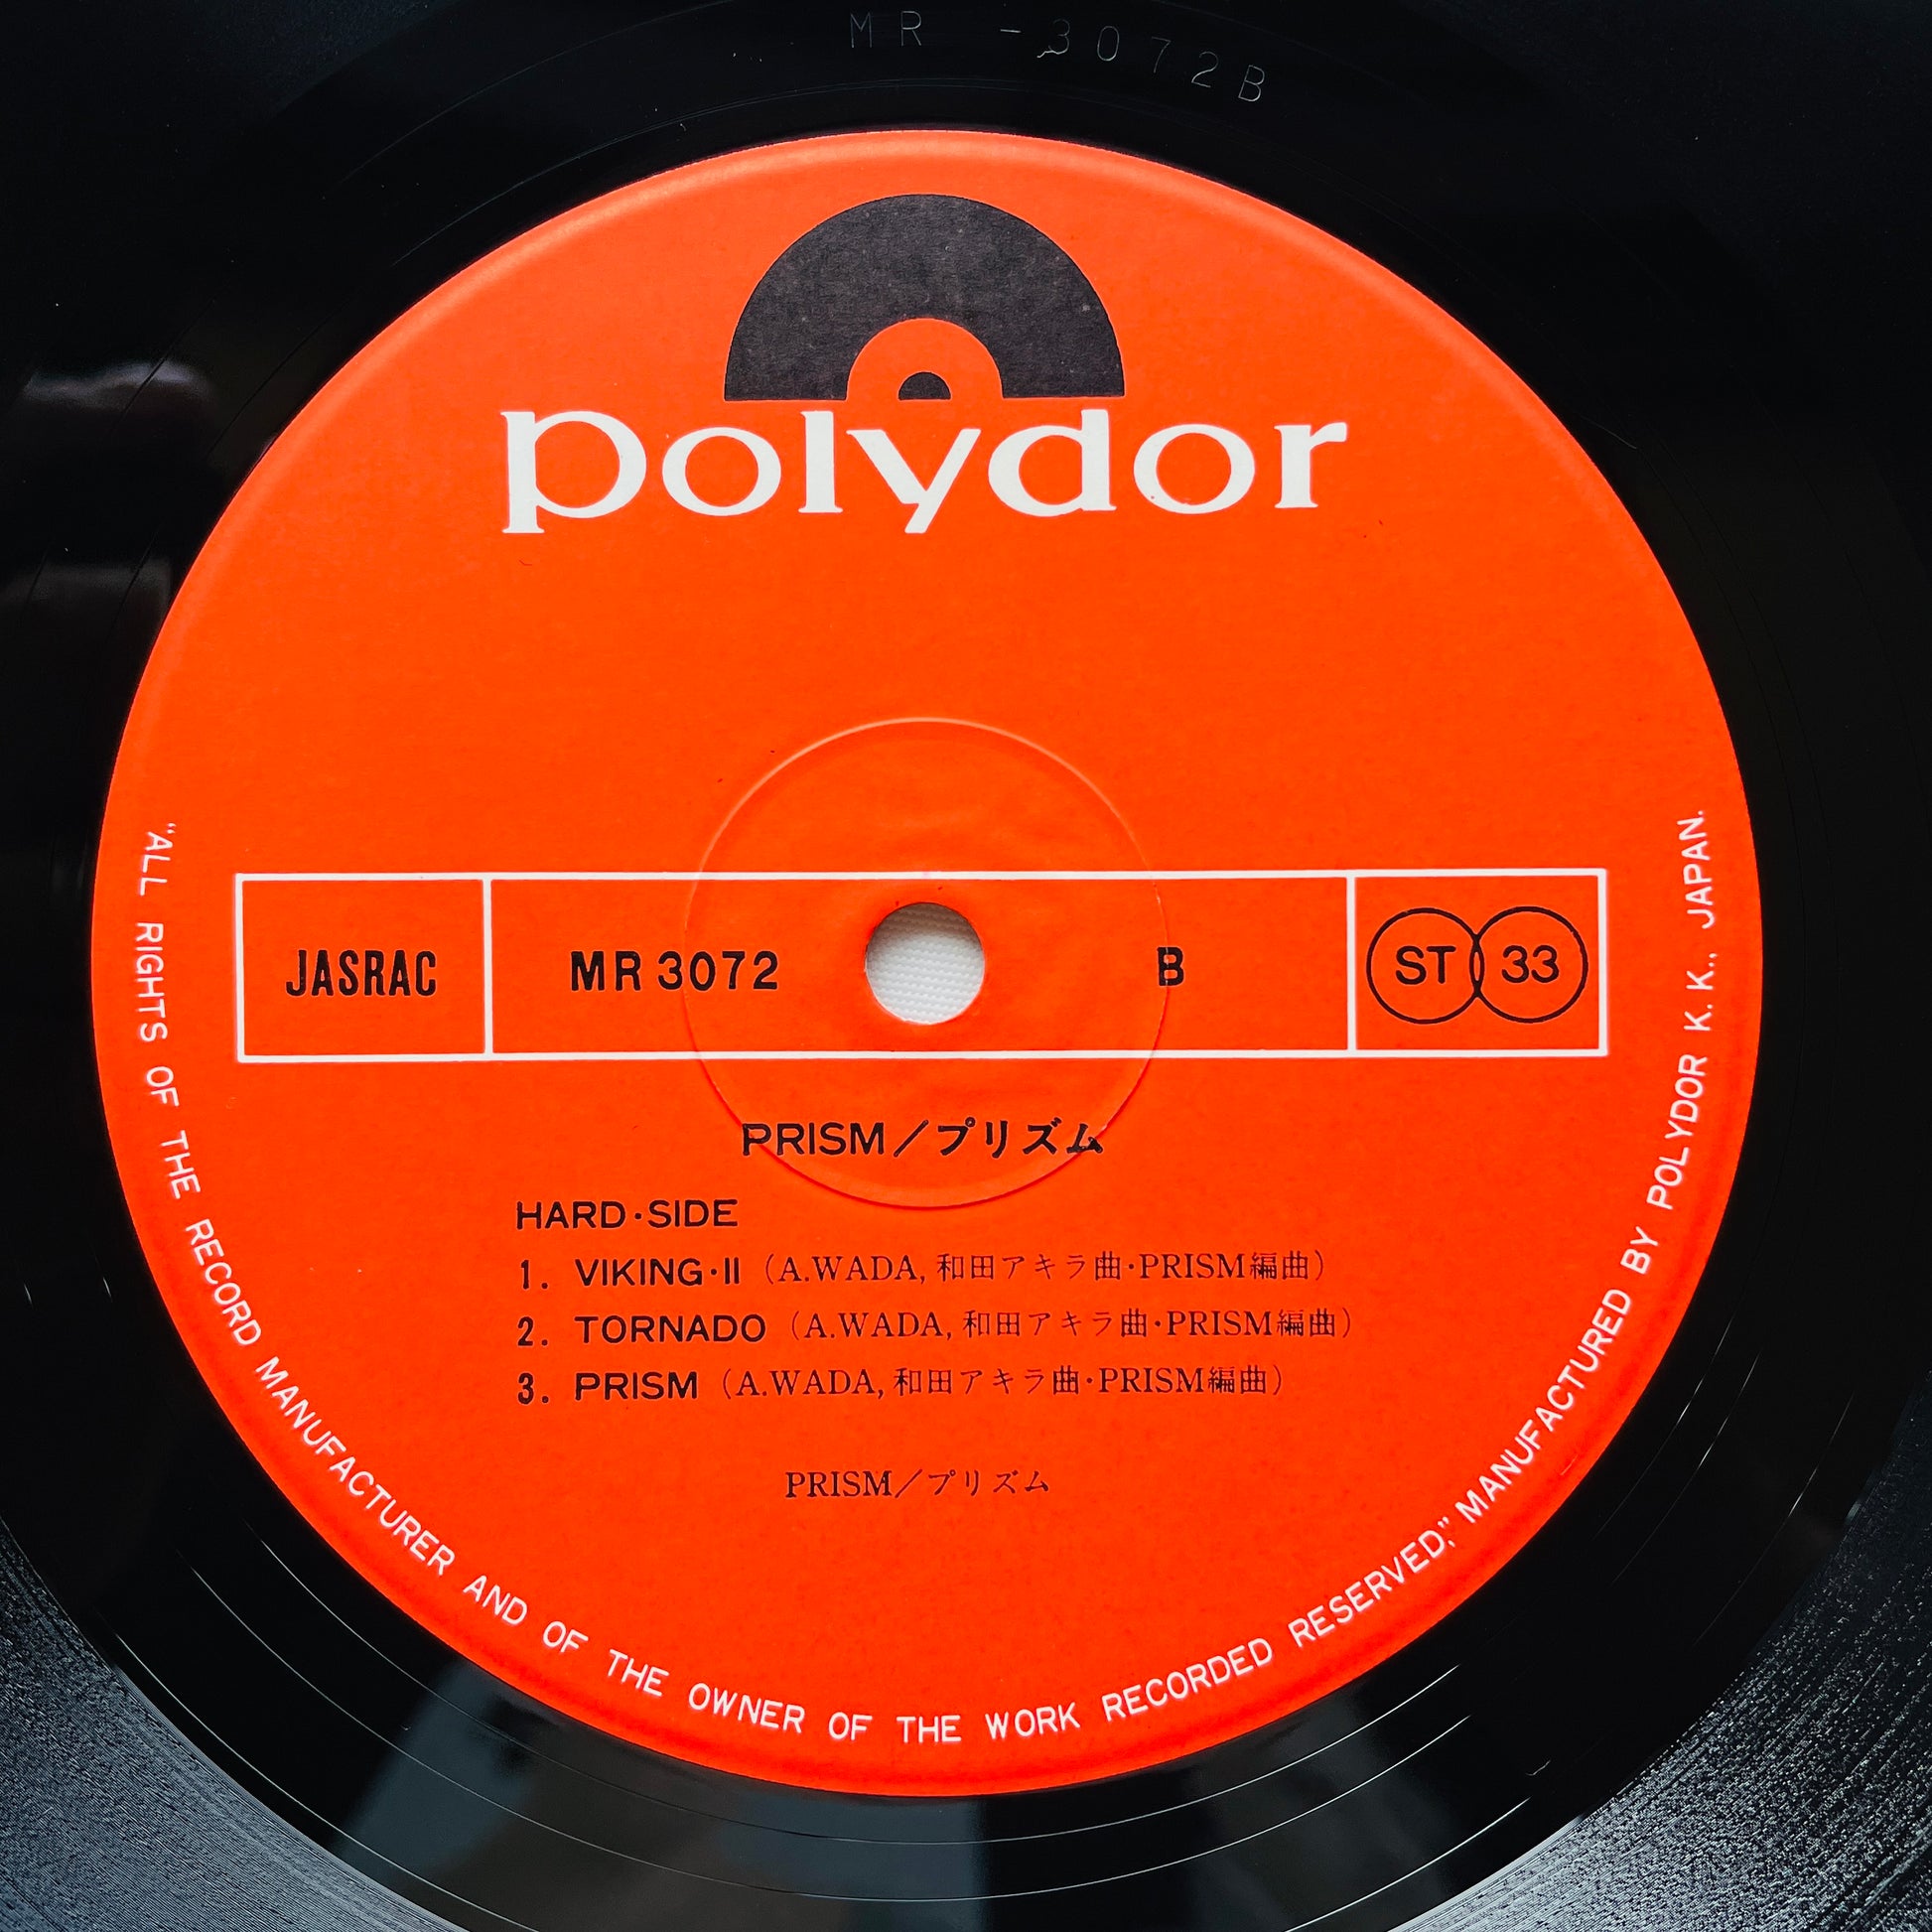 MR -3072B
polydor
JASRAC MR 3072 B ST 33
PRISM／プリズム
HARD・SIDE
1. VIKING・II （A.WADA, 和田アキラ曲・PRISM編曲）
2. TORNADO （A.WADA, 和田アキラ曲・PRISM編曲）
3. PRISM （A.WADA, 和田アキラ曲・PRISM編曲）
PRISM／プリズム
"ALL RIGHTS OF THE RECORD MANUFACTURER AND OF THE OWNER OF THE WORK RECORDED RESERVED," MANUFACTURED BY POLYDOR K.K., JAPAN.